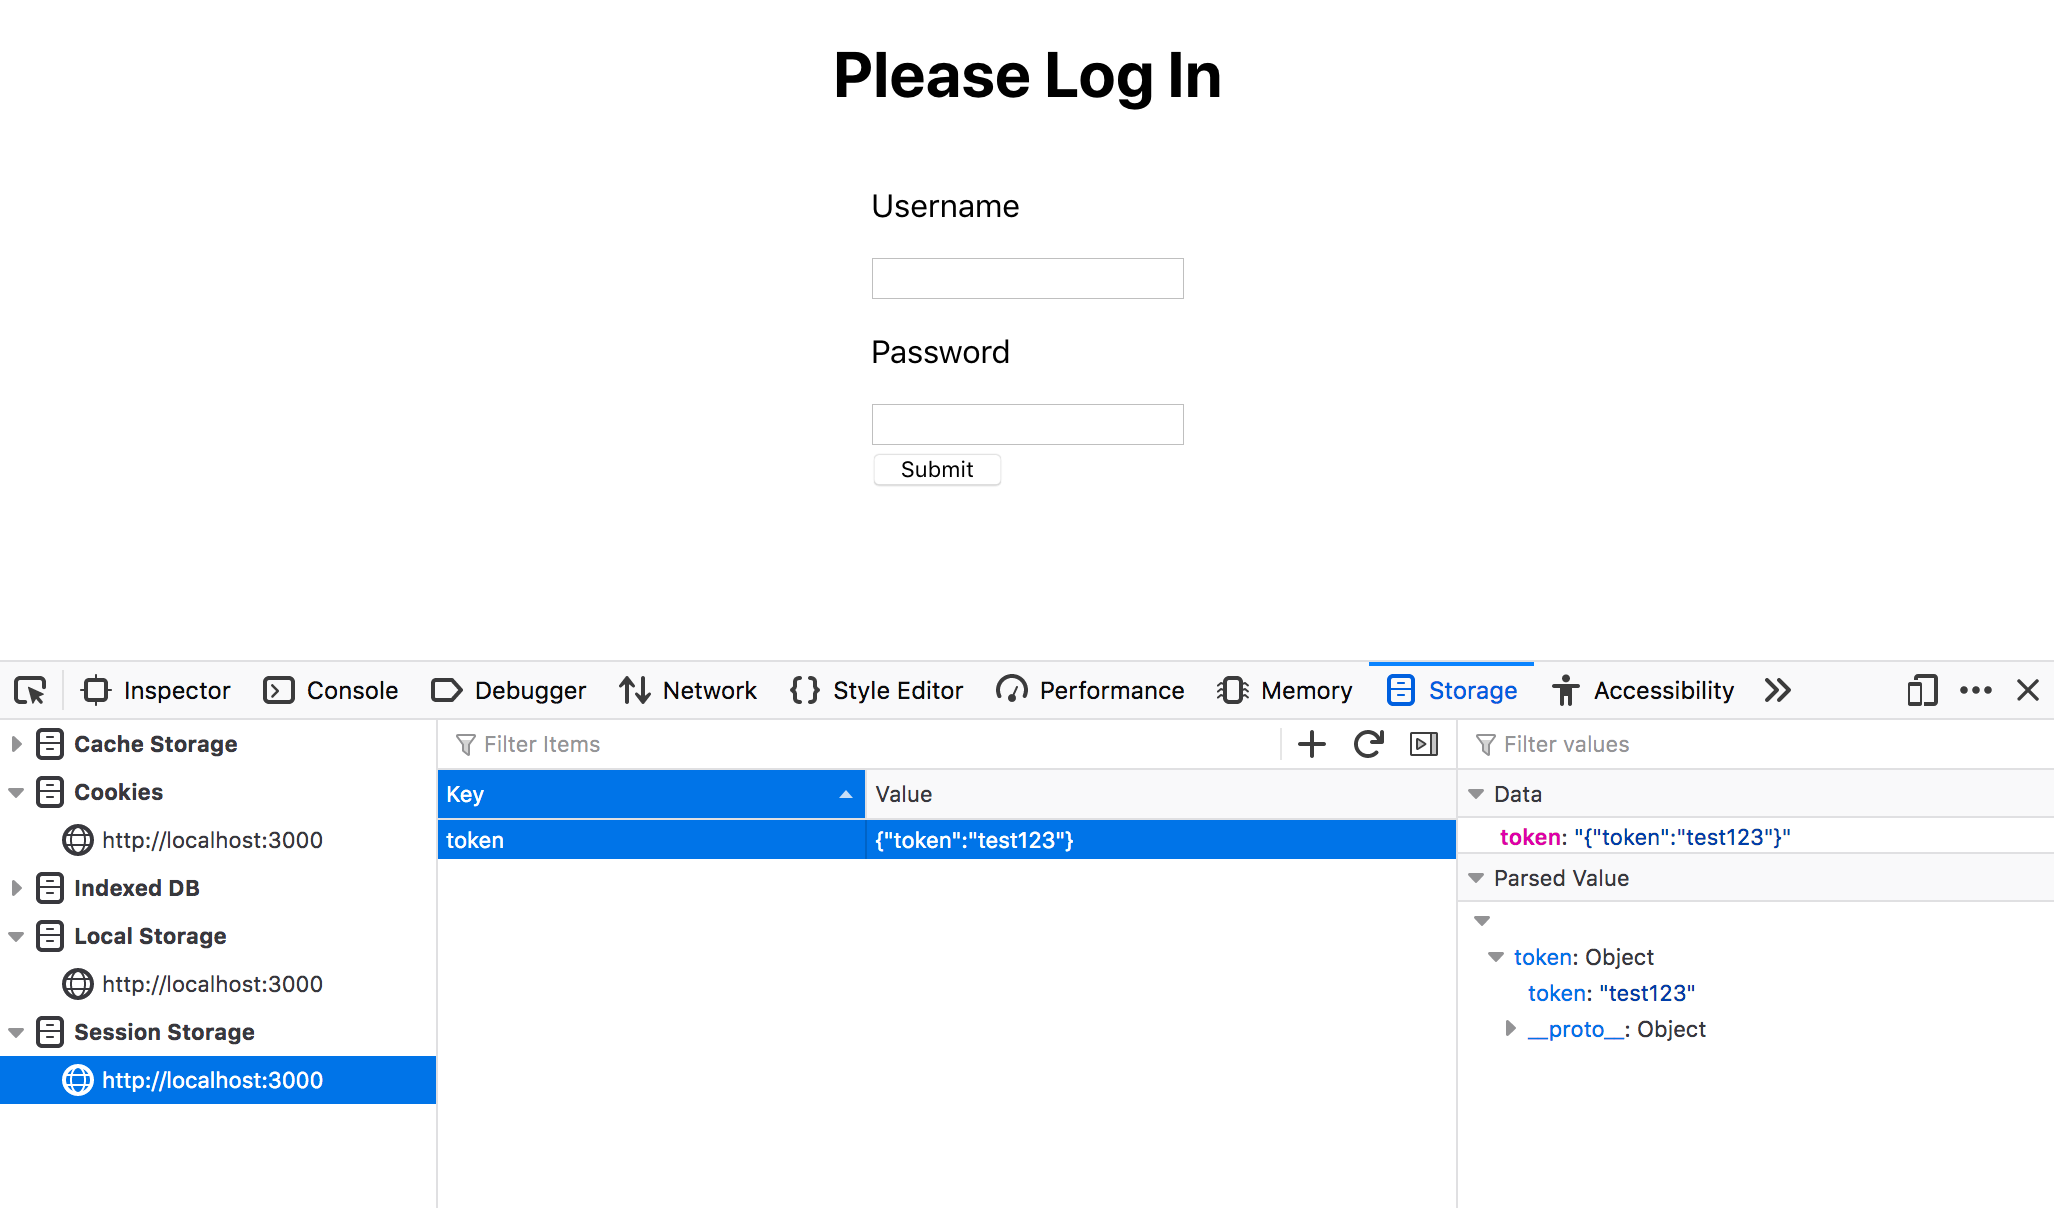 Please Log In
Username
Password
Submit
Inspector Console Debugger Network Style Editor Performance Memory Storage Accessibility
Cache Storage
Cookies
http://localhost:3000
Indexed DB
Local Storage
http://localhost:3000
Session Storage
http://localhost:3000
Filter Items
Key Value
token {"token":"test123"}
Filter values
Data
token: "{"token":"test123"}"
Parsed Value
token: Object
token: "test123"
__proto__: Object